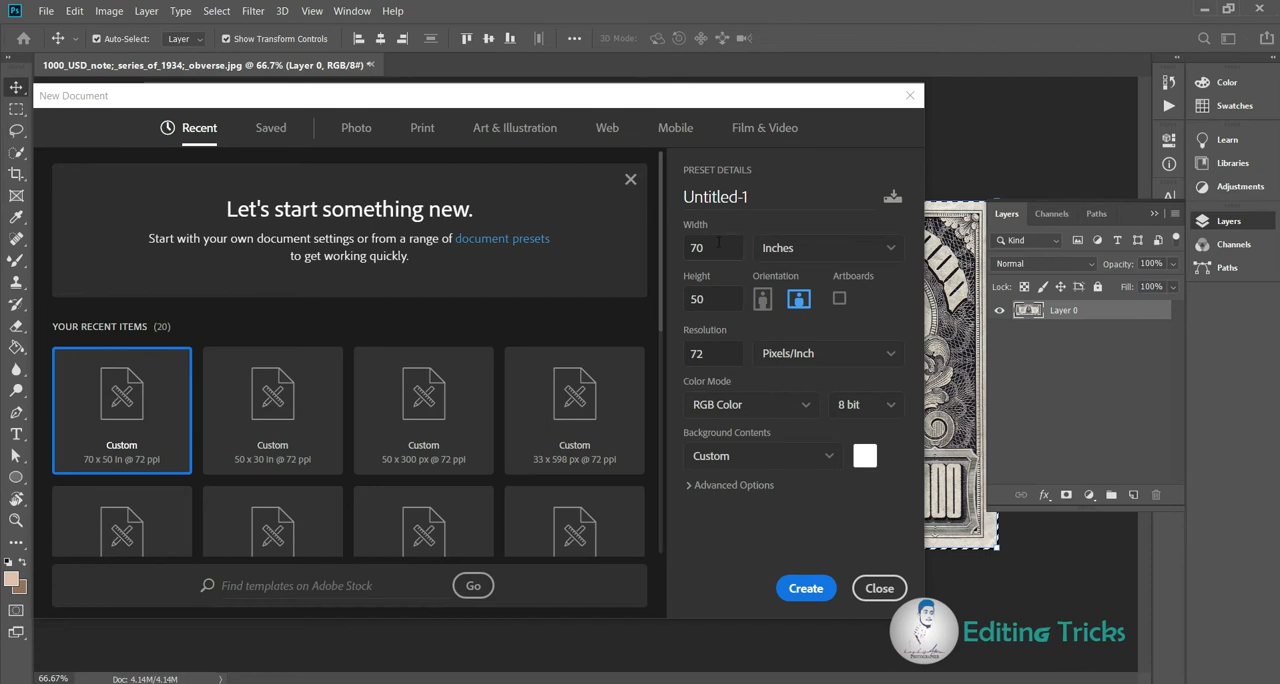 Ps File Edit Image Layer Type Select Filter 3D View Window Help
Auto-Select: Layer Show Transform Controls 3D Mode:
1000_USD_note;_series_of_1934;_obverse.jpg @ 66.7% (Layer 0, RGB/8#) *
New Document
Recent Saved Photo Print Art & Illustration Web Mobile Film & Video
Let's start something new.
Start with your own document settings or from a range of document presets
to get working quickly.
YOUR RECENT ITEMS (20)
Custom
70 x 50 in @ 72 ppi
Custom
50 x 30 in @ 72 ppi
Custom
50 x 300 px @ 72 ppi
Custom
33 x 598 px @ 72 ppi
Find templates on Adobe Stock Go
PRESET DETAILS
Untitled-1
Width
70 Inches
Height Orientation Artboards
50
Resolution
72 Pixels/Inch
Color Mode
RGB Color 8 bit
Background Contents
Custom
Advanced Options
Create Close
Layers Channels Paths
Kind
Normal Opacity: 100%
Lock: Fill: 100%
Layer 0
fx
Color
Swatches
Learn
Libraries
Adjustments
Layers
Channels
Paths
Editing Tricks
66.67% Doc: 4.14M/4.14M